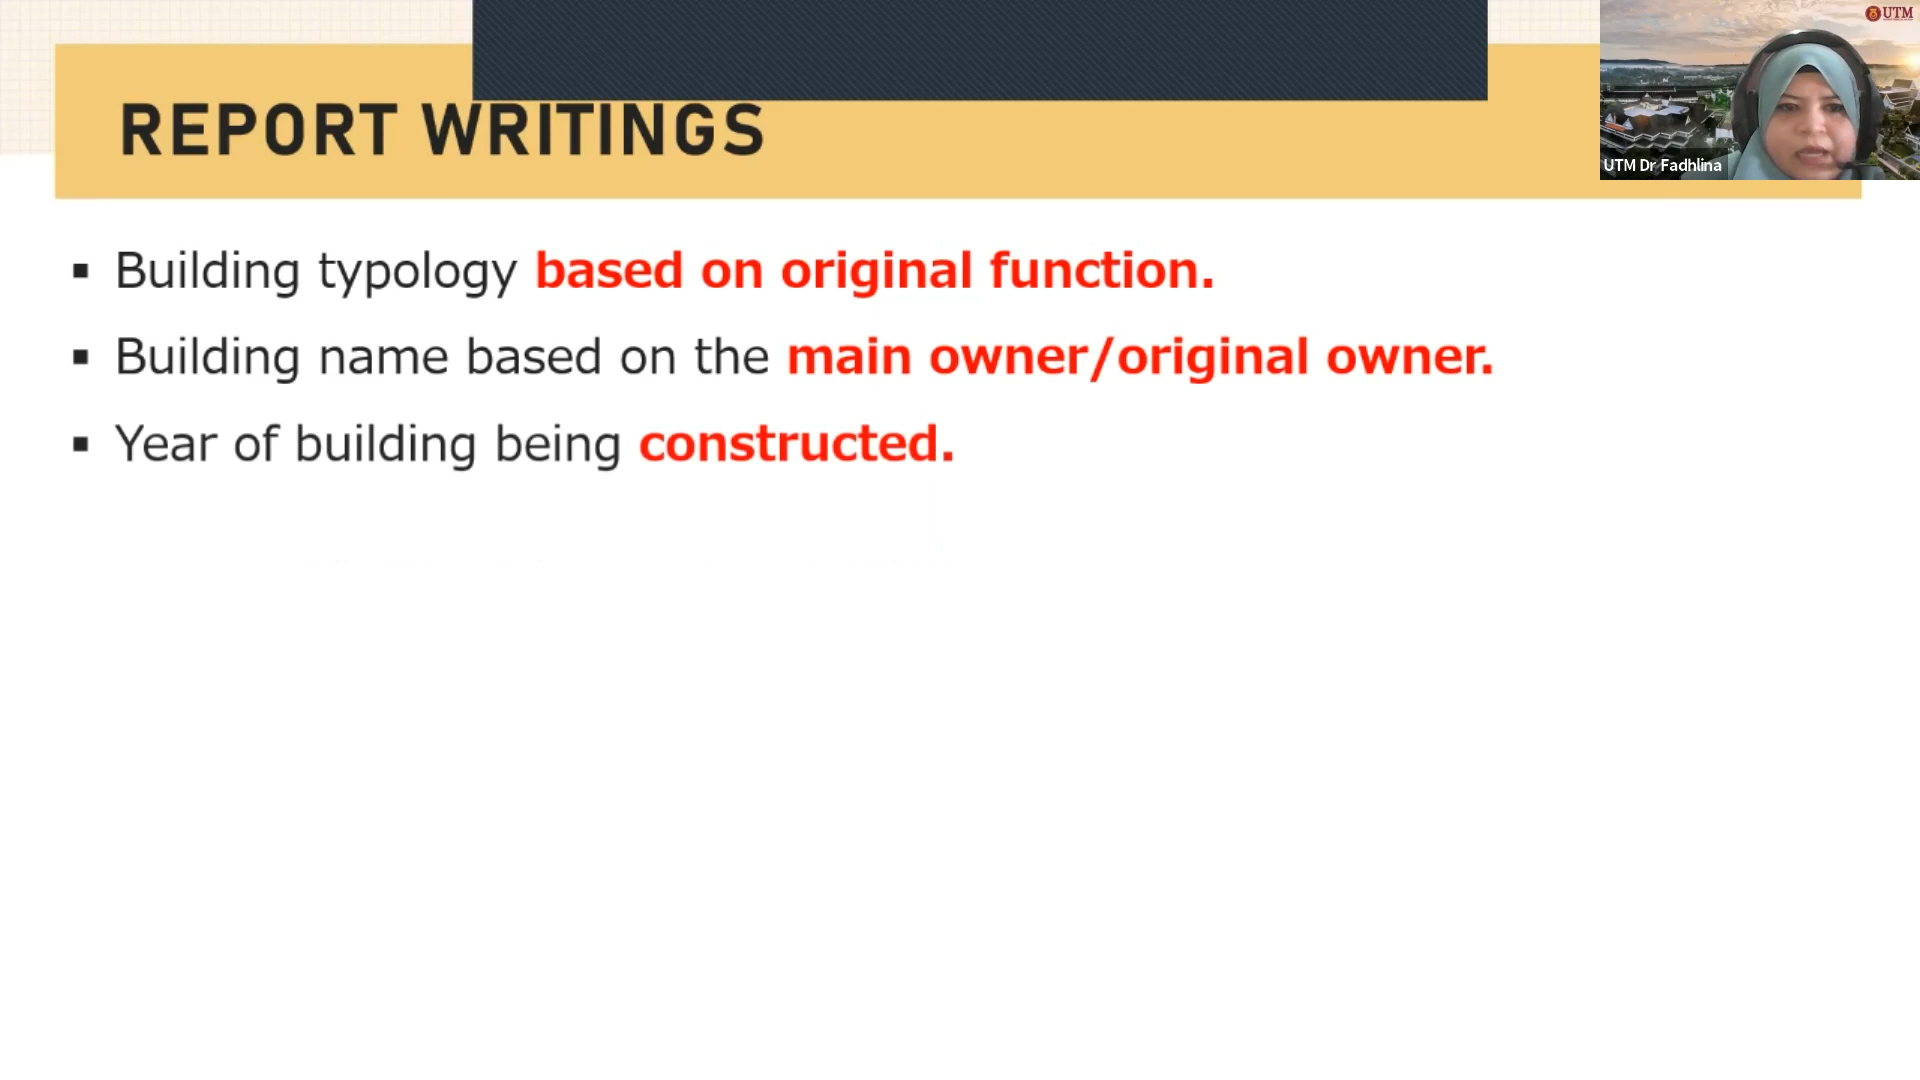 UTM
REPORT WRITINGS
UTM Dr Fadhlina
▪ Building typology based on original function.
▪ Building name based on the main owner/original owner.
▪ Year of building being constructed.